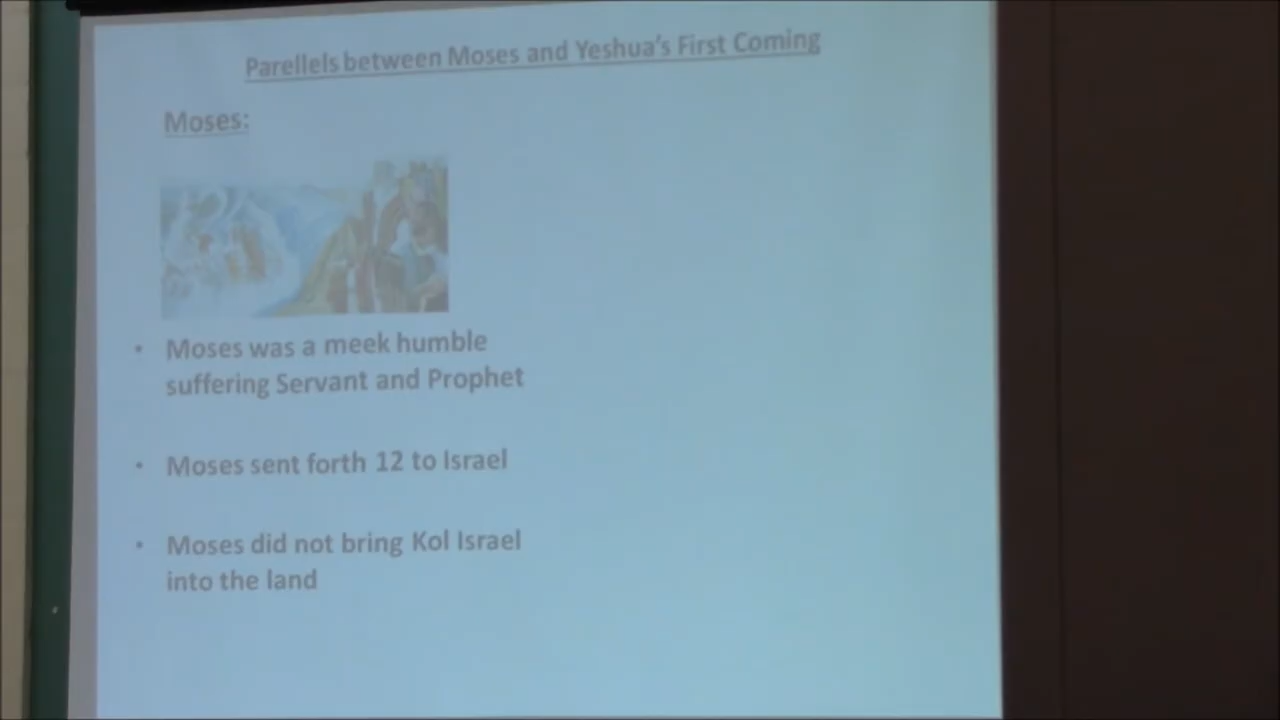 Parellels between Moses and Yeshua's First Coming
Moses:
• Moses was a meek humble
suffering Servant and Prophet
• Moses sent forth 12 to Israel
• Moses did not bring Kol Israel
into the land